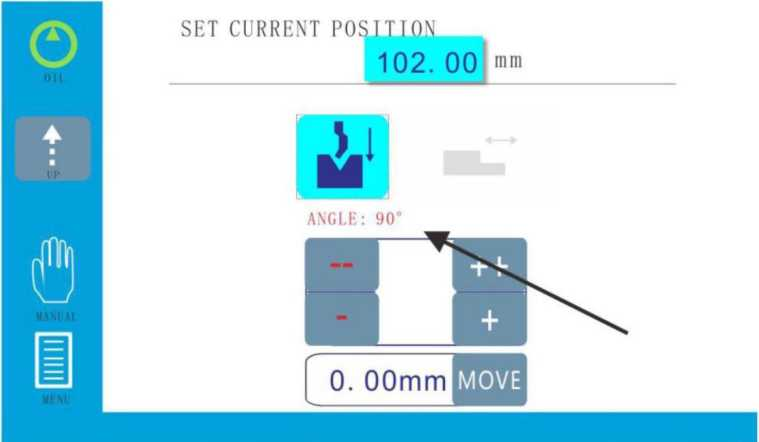 SET CURRENT POSITION
102.00 mm
OIL
UP
ANGLE: 90°
-- ++
- +
MANUAL
0.00mm MOVE
MENU